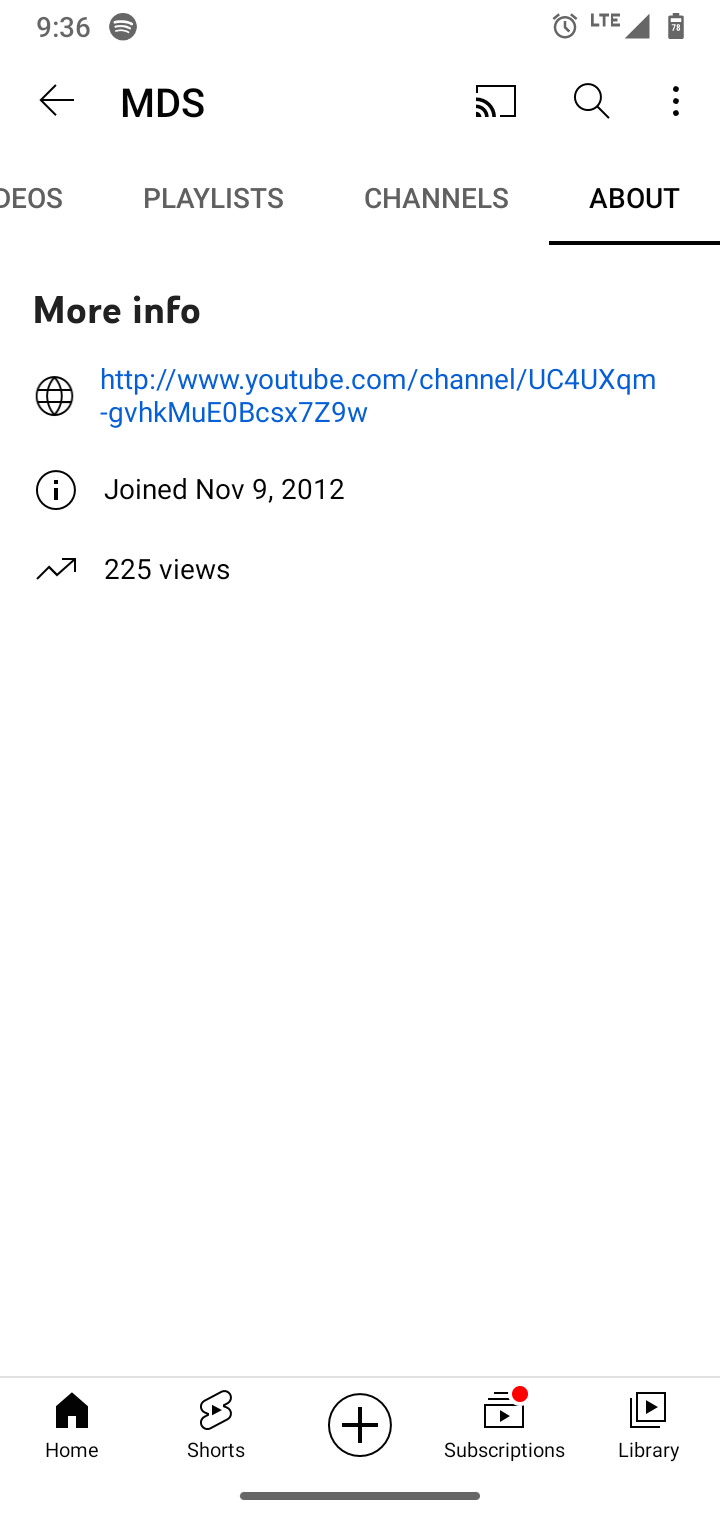 9:36 LTE 78
MDS
DEOS PLAYLISTS CHANNELS ABOUT
More info
http://www.youtube.com/channel/UC4UXqm
-gvhkMuE0Bcsx7Z9w
Joined Nov 9, 2012
225 views
Home Shorts Subscriptions Library